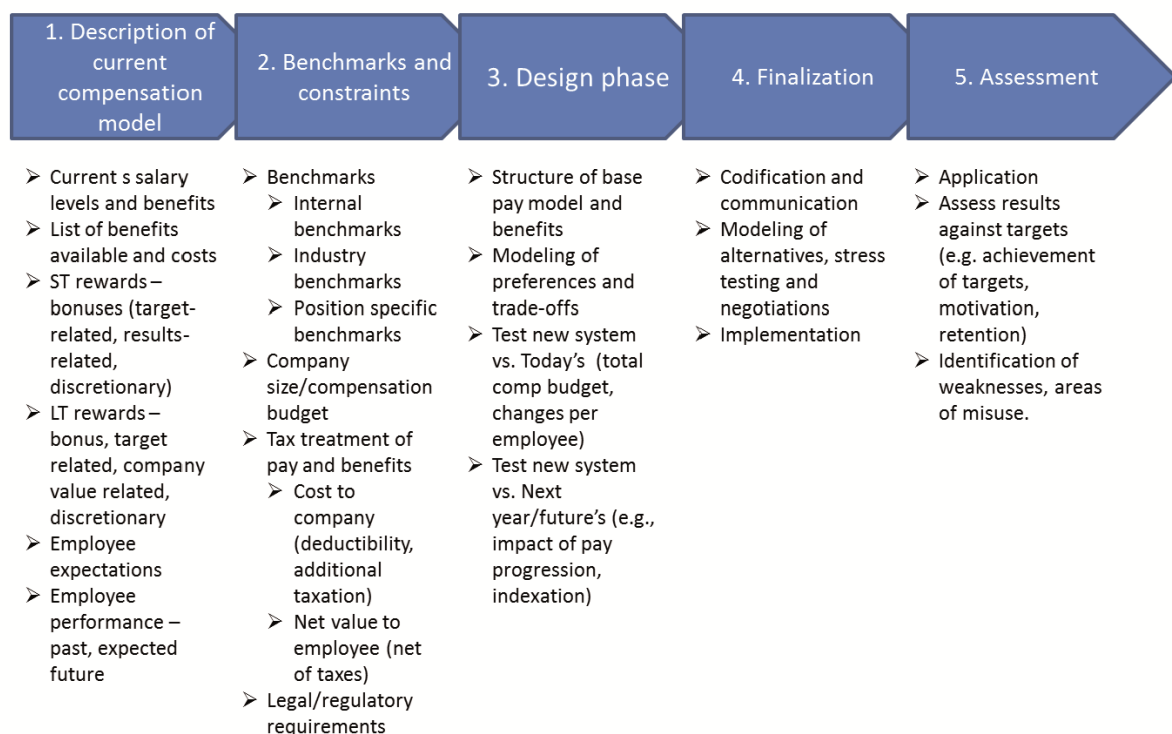 1. Description of
current
compensation
model
2. Benchmarks and
constraints
3. Design phase
4. Finalization
5. Assessment
➢ Current s salary
levels and benefits
➢ List of benefits
available and costs
➢ ST rewards –
bonuses (target-
related, results-
related,
discretionary)
➢ LT rewards –
bonus, target
related, company
value related,
discretionary
➢ Employee
expectations
➢ Employee
performance –
past, expected
future
➢ Benchmarks
➢ Internal
benchmarks
➢ Industry
benchmarks
➢ Position specific
benchmarks
➢ Company
size/compensation
budget
➢ Tax treatment of
pay and benefits
➢ Cost to
company
(deductibility,
additional
taxation)
➢ Net value to
employee (net
of taxes)
➢ Legal/regulatory
requirements
➢ Structure of base
pay model and
benefits
➢ Modeling of
preferences and
trade-offs
➢ Test new system
vs. Today's (total
comp budget,
changes per
employee)
➢ Test new system
vs. Next
year/future's (e.g.,
impact of pay
progression,
indexation)
➢ Codification and
communication
➢ Modeling of
alternatives, stress
testing and
negotiations
➢ Implementation
➢ Application
➢ Assess results
against targets
(e.g. achievement
of targets,
motivation,
retention)
➢ Identification of
weaknesses, areas
of misuse.